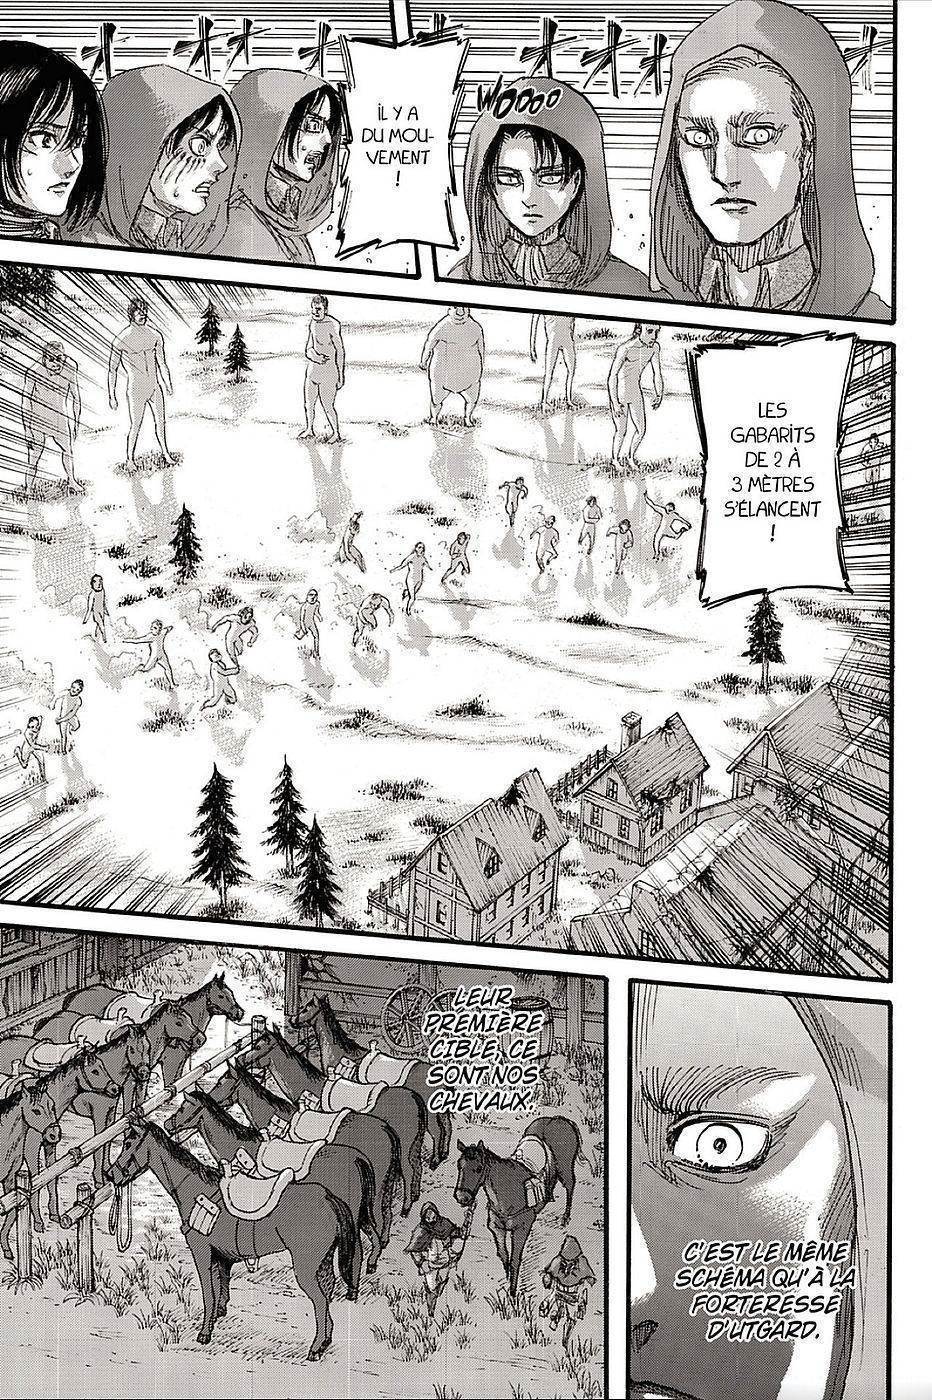 WOOOO
IL Y A
DU MOU-
VEMENT
!
LES
GABARITS
DE 2 À
3 MÈTRES
S'ÉLANCENT
!
C'EST LE MÊME
SCHÉMA QU'À LA
FORTERESSE
D'UTGARD.
LEUR
PREMIÈRE
CIBLE, CE
SONT NOS
CHEVAUX.